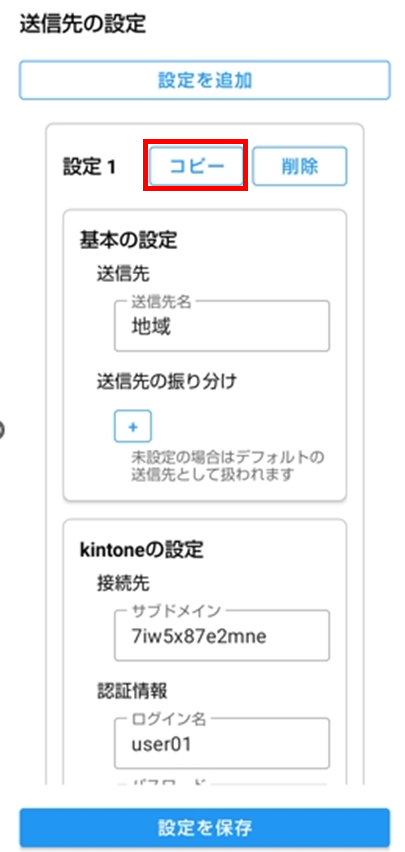 送信先の設定
設定を追加
設定 1
コピー
削除
基本の設定
送信先
送信先名
地域
送信先の振り分け
+
未設定の場合はデフォルトの
送信先として扱われます
kintoneの設定
接続先
サブドメイン
7iw5x87e2mne
認証情報
ログイン名
user01
設定を保存